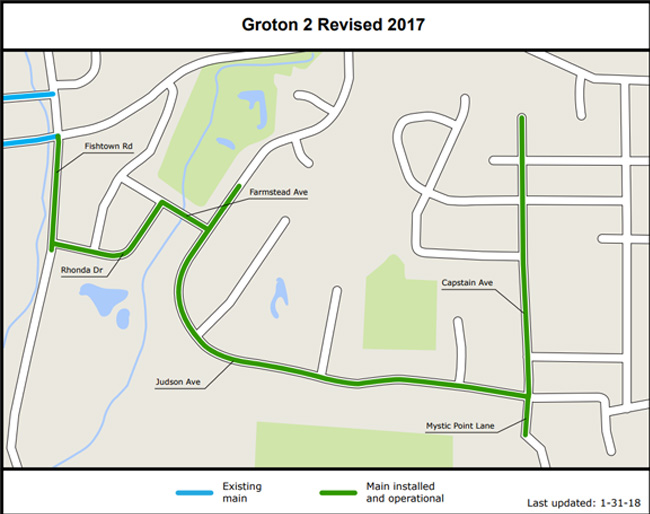 Groton 2 Revised 2017
Fishtown Rd
Farmstead Ave
Rhonda Dr
Capstain Ave
Judson Ave
Mystic Point Lane
Existing
main
Main installed
and operational
Last updated: 1-31-18